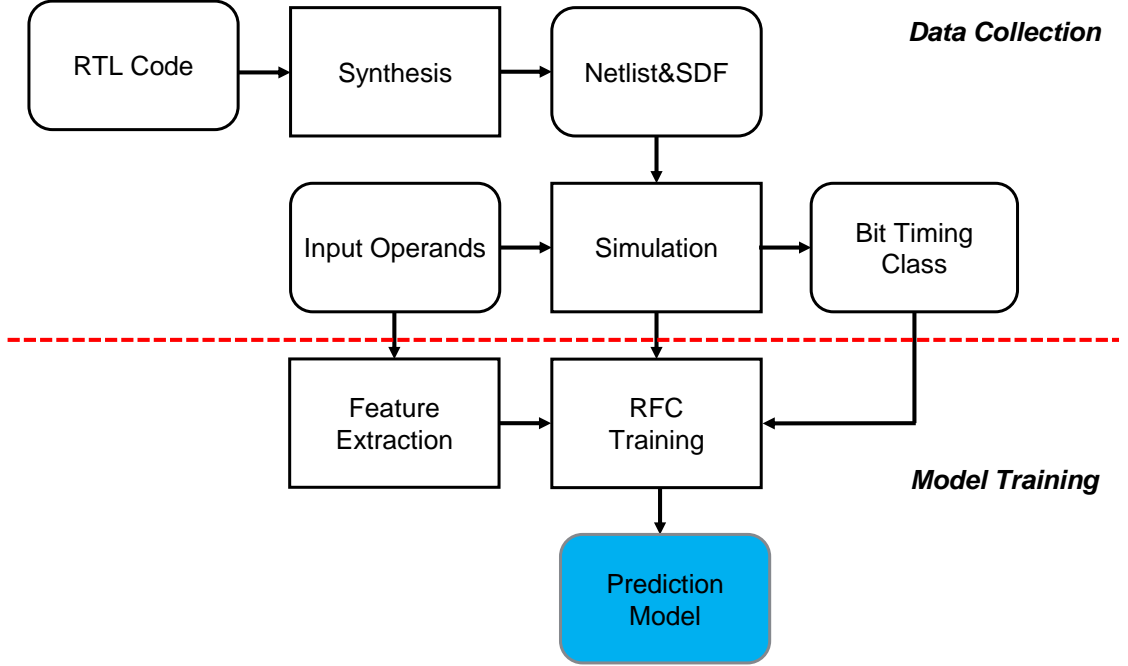 Data Collection
RTL Code
Synthesis
Netlist&SDF
Input Operands
Simulation
Bit Timing
Class
Feature
Extraction
RFC
Training
Model Training
Prediction
Model